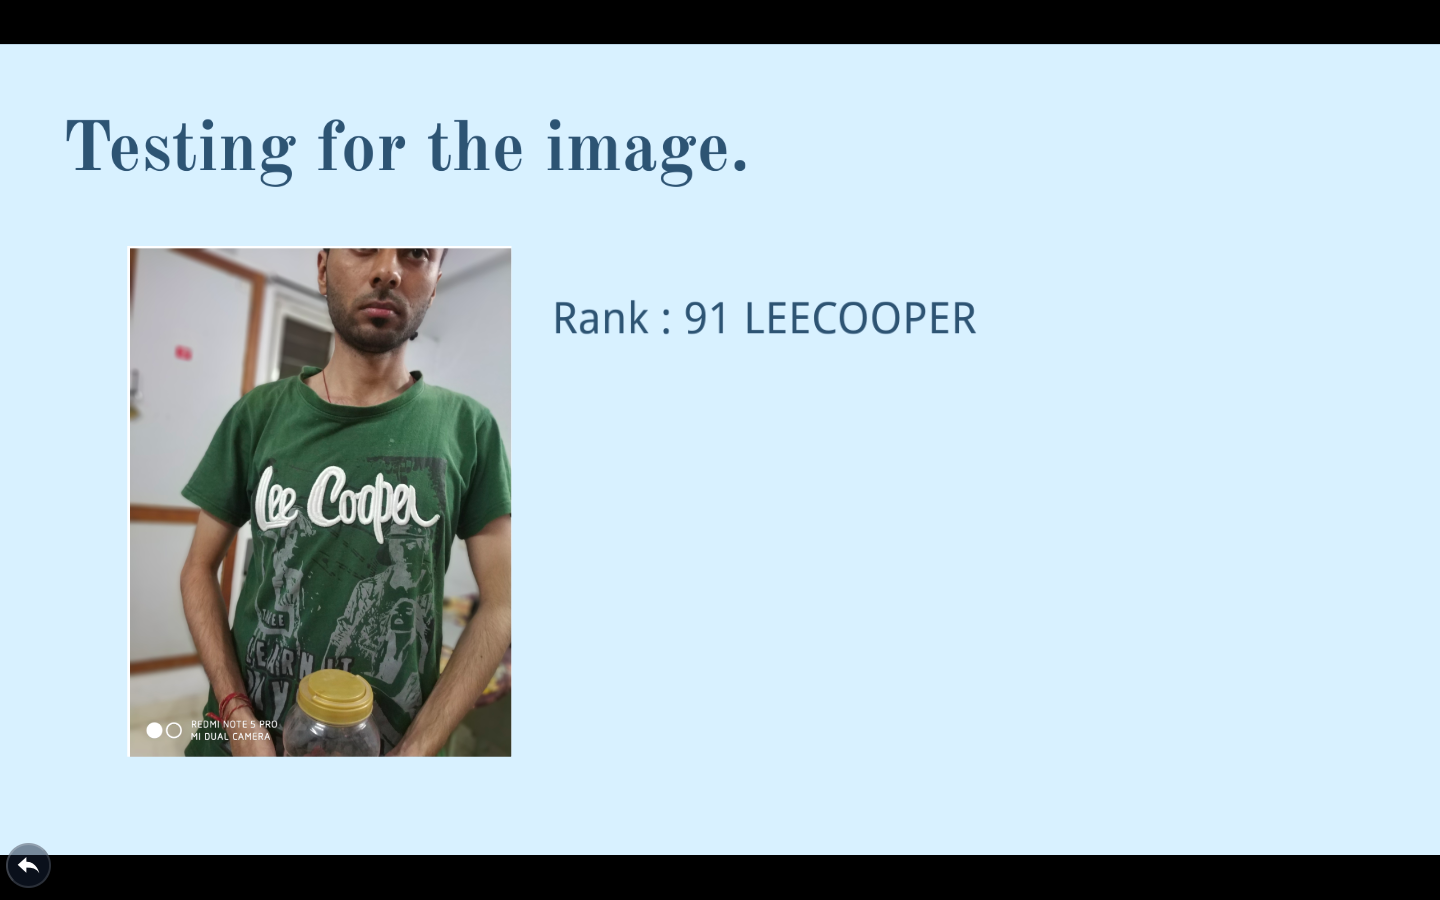 Testing for the image.
Rank : 91 LEECOOPER
Lee Cooper
REDMI NOTE 5 PRO
MI DUAL CAMERA